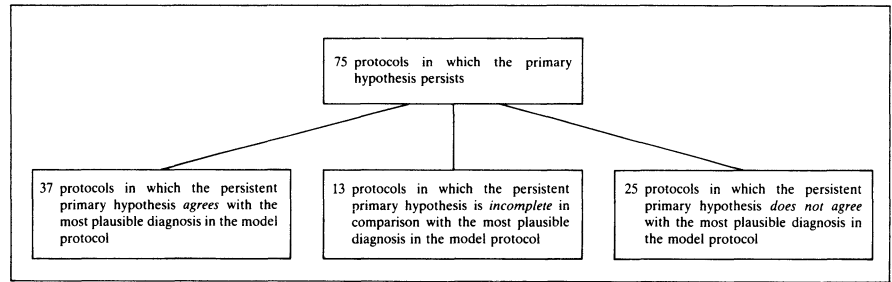 75 protocols in which the primary
hypothesis persists
37 protocols in which the persistent
primary hypothesis agrees with the
most plausible diagnosis in the model
protocol
13 protocols in which the persistent
primary hypothesis is incomplete in
comparison with the most plausible
diagnosis in the model protocol
25 protocols in which the persistent
primary hypothesis does not agree
with the most plausible diagnosis in
the model protocol